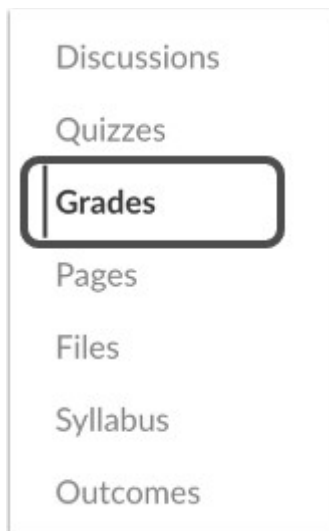 Discussions
Quizzes
Grades
Pages
Files
Syllabus
Outcomes